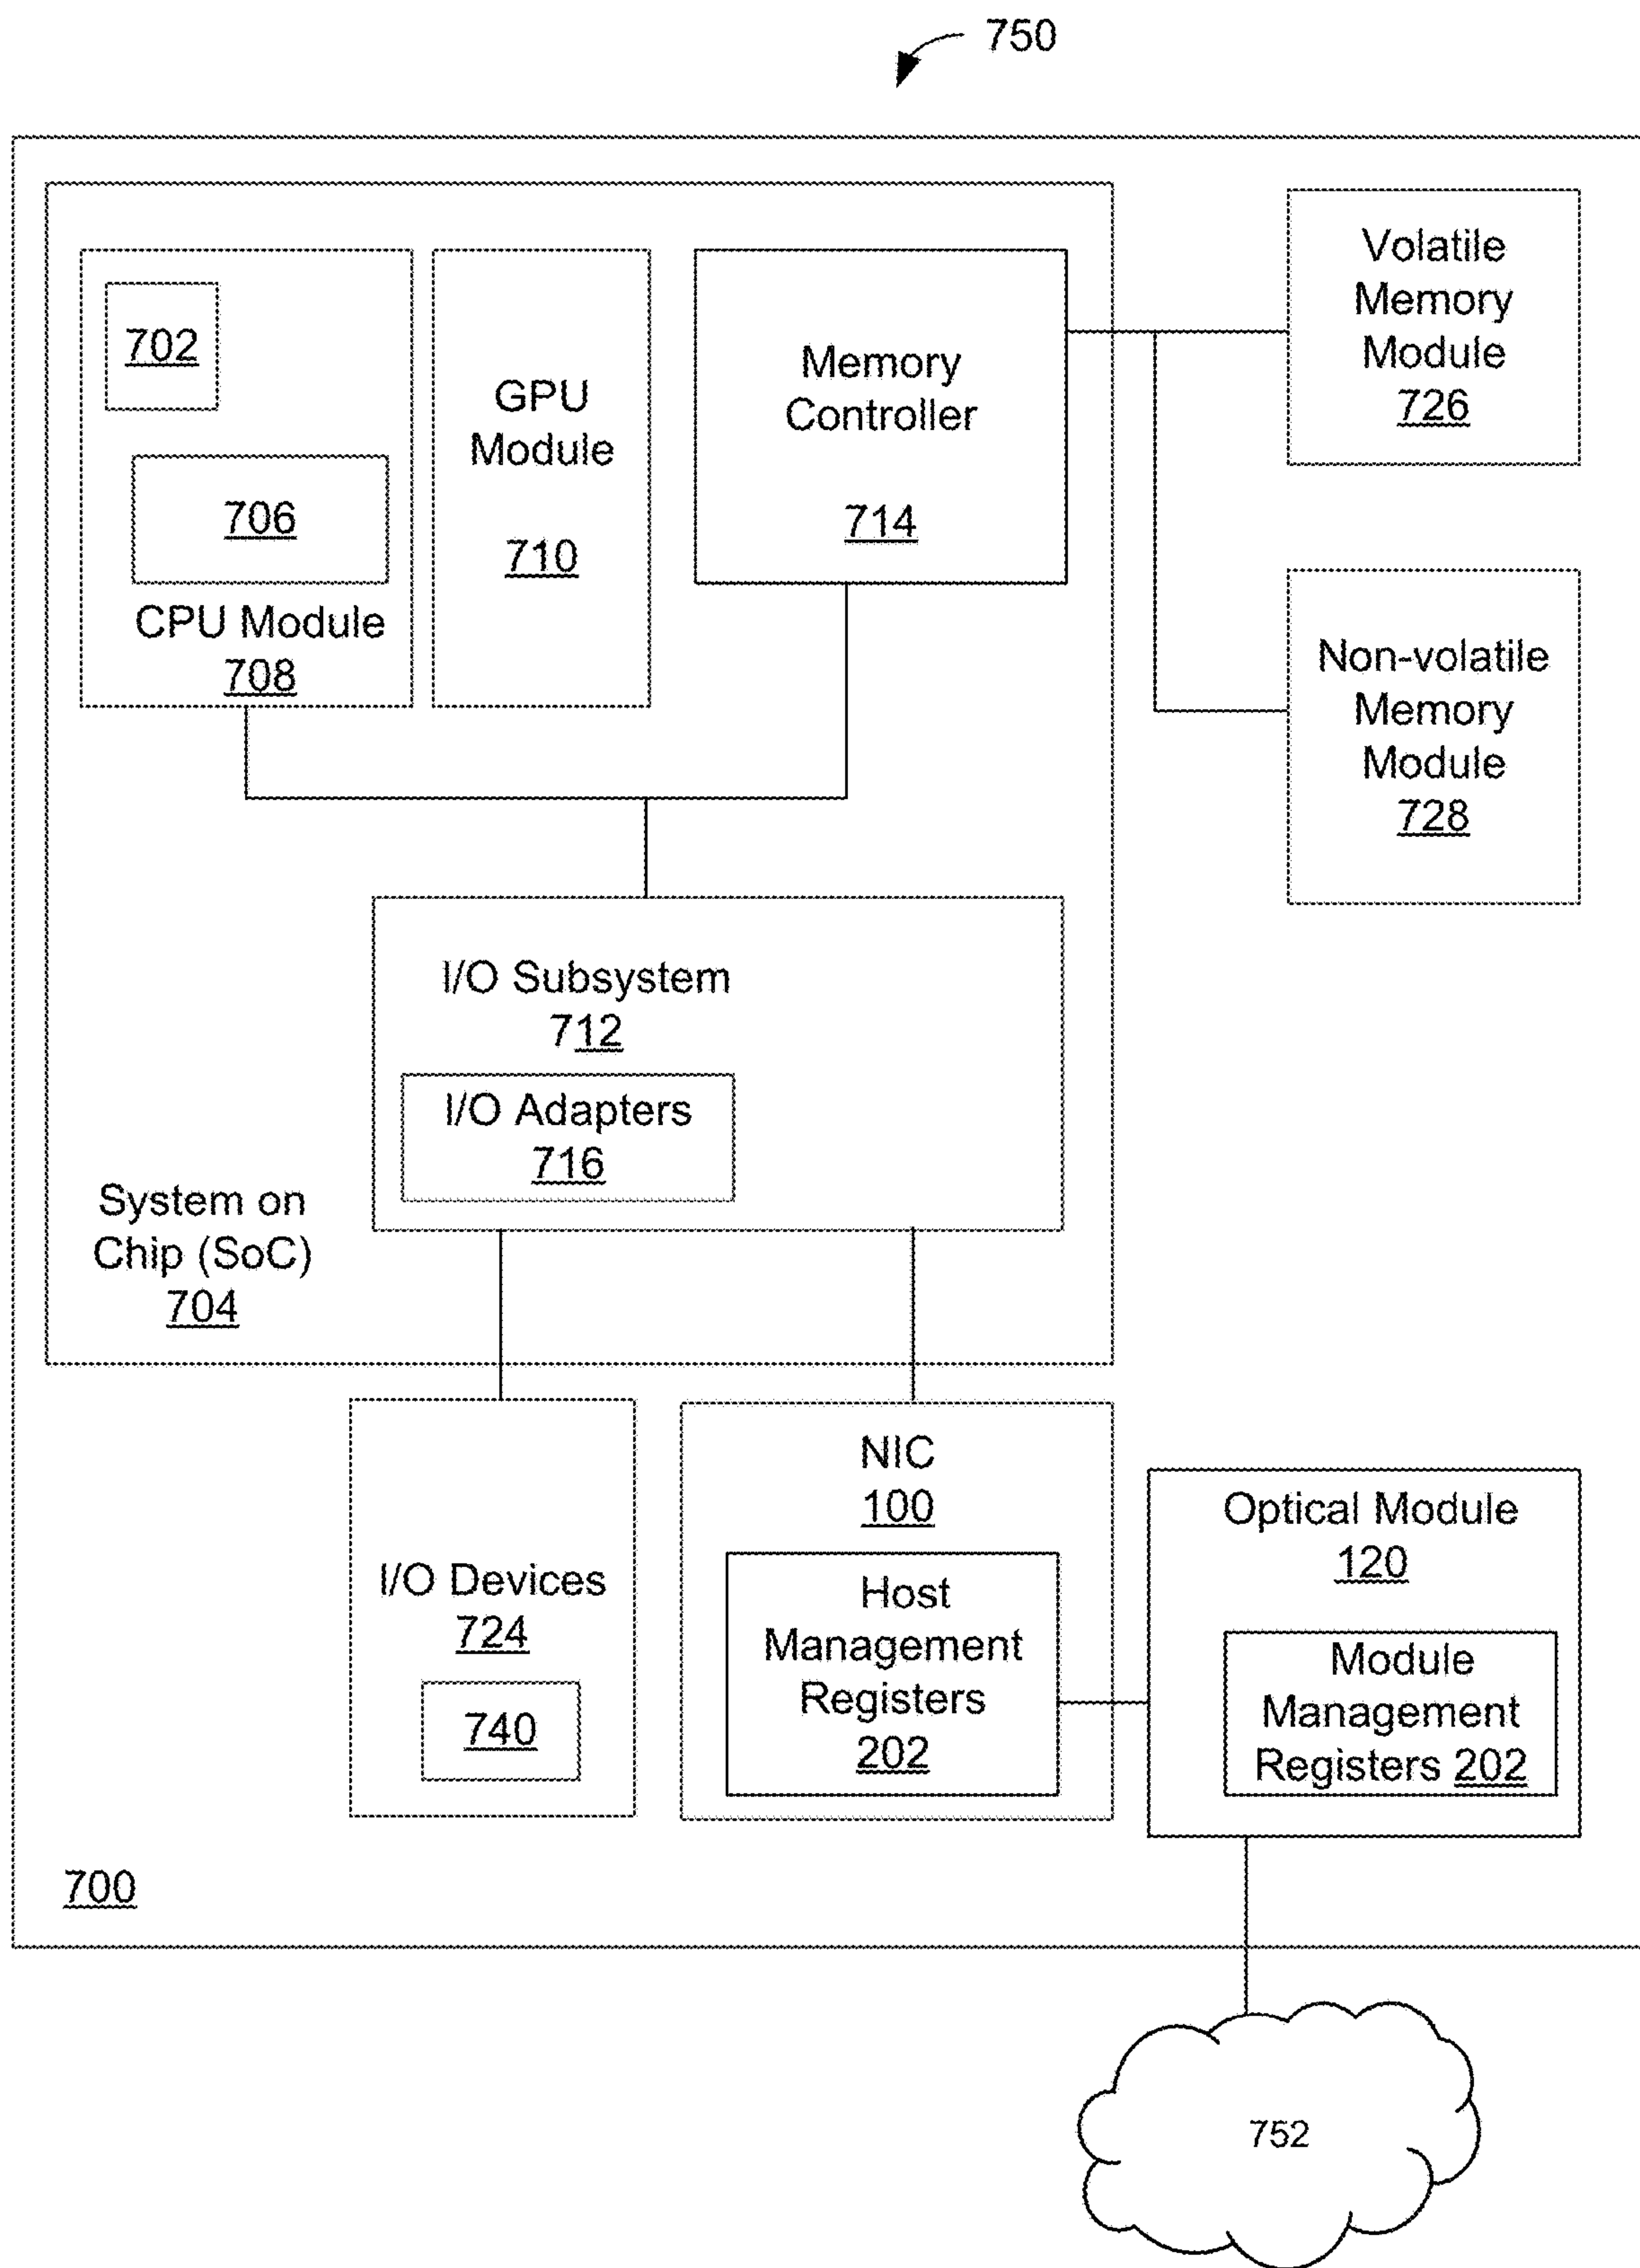 750
702
706
CPU Module
708
GPU
Module
710
Memory
Controller
714
Volatile
Memory
Module
726
Non-volatile
Memory
Module
728
I/O Subsystem
712
I/O Adapters
716
System on
Chip (SoC)
704
I/O Devices
724
740
NIC
100
Host
Management
Registers
202
Optical Module
120
Module
Management
Registers 202
700
752